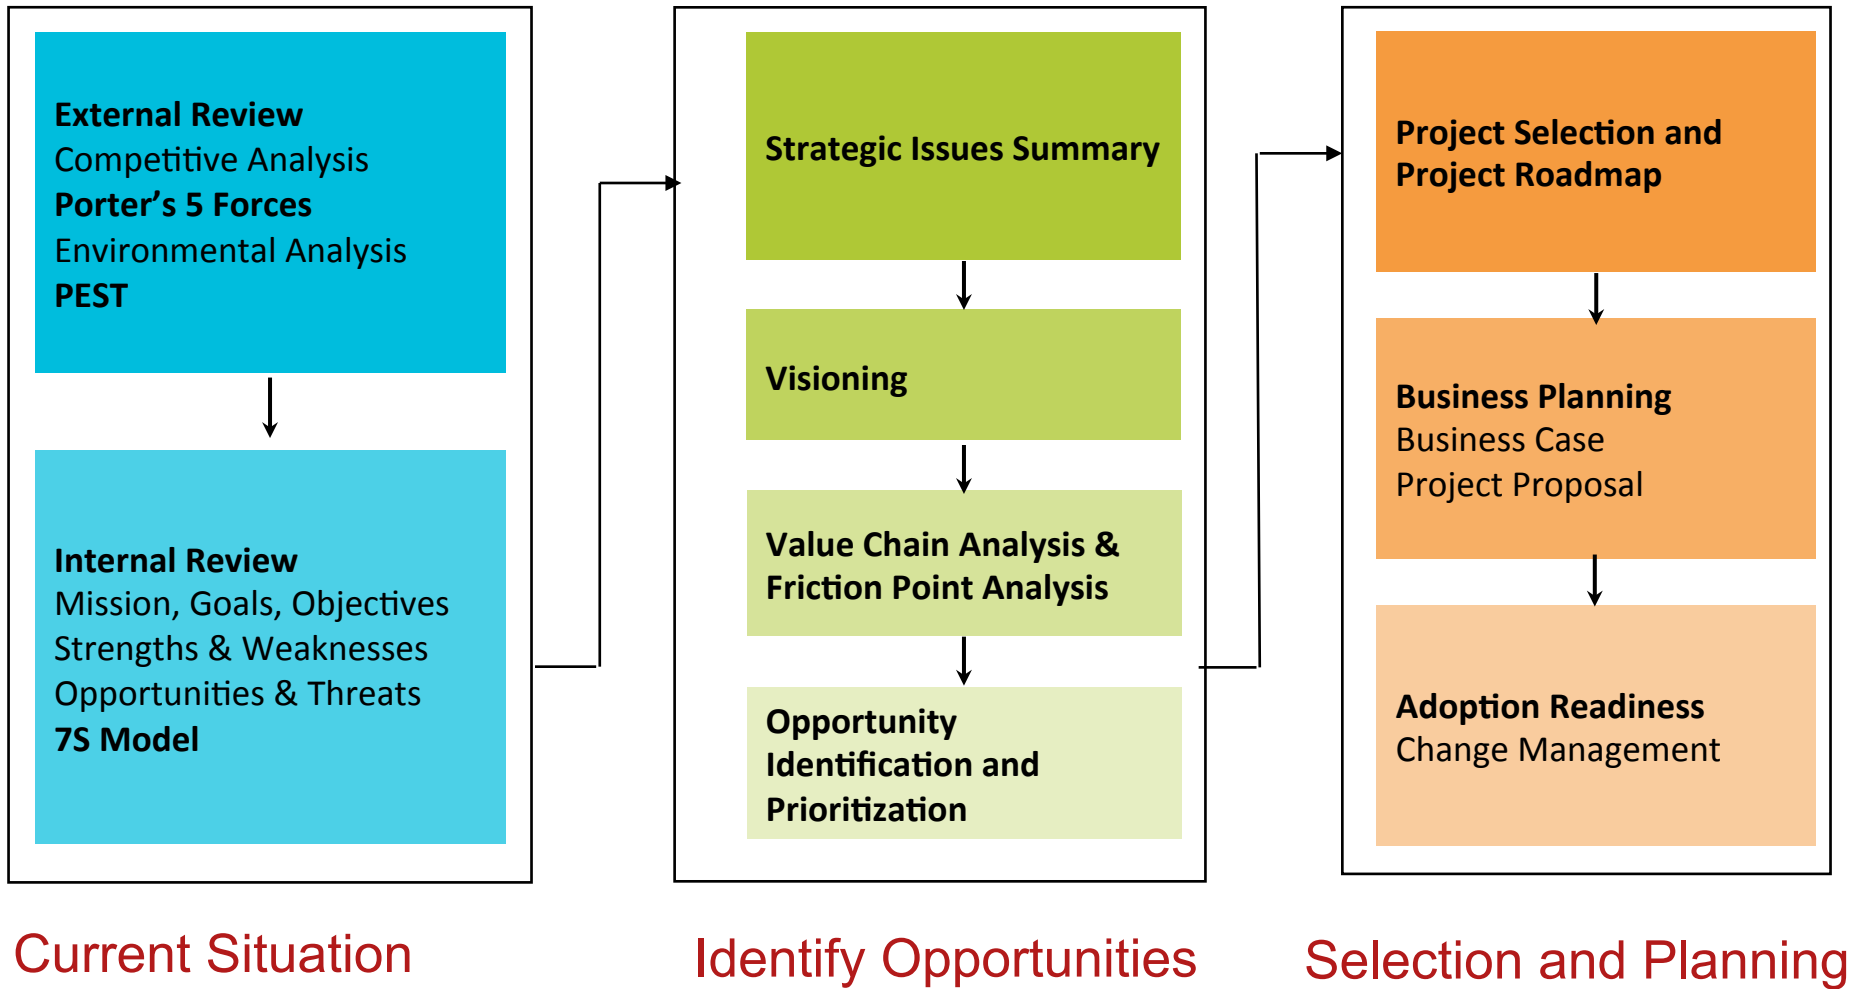 External Review
Competitive Analysis
Porter’s 5 Forces
Environmental Analysis
PEST
Internal Review
Mission, Goals, Objectives
Strengths & Weaknesses
Opportunities & Threats
7S Model
Current Situation
Strategic Issues Summary
Visioning
Value Chain Analysis &
Friction Point Analysis
Opportunity
Identification and
Prioritization
Identify Opportunities
Project Selection and
Project Roadmap
Business Planning
Business Case
Project Proposal
Adoption Readiness
Change Management
Selection and Planning